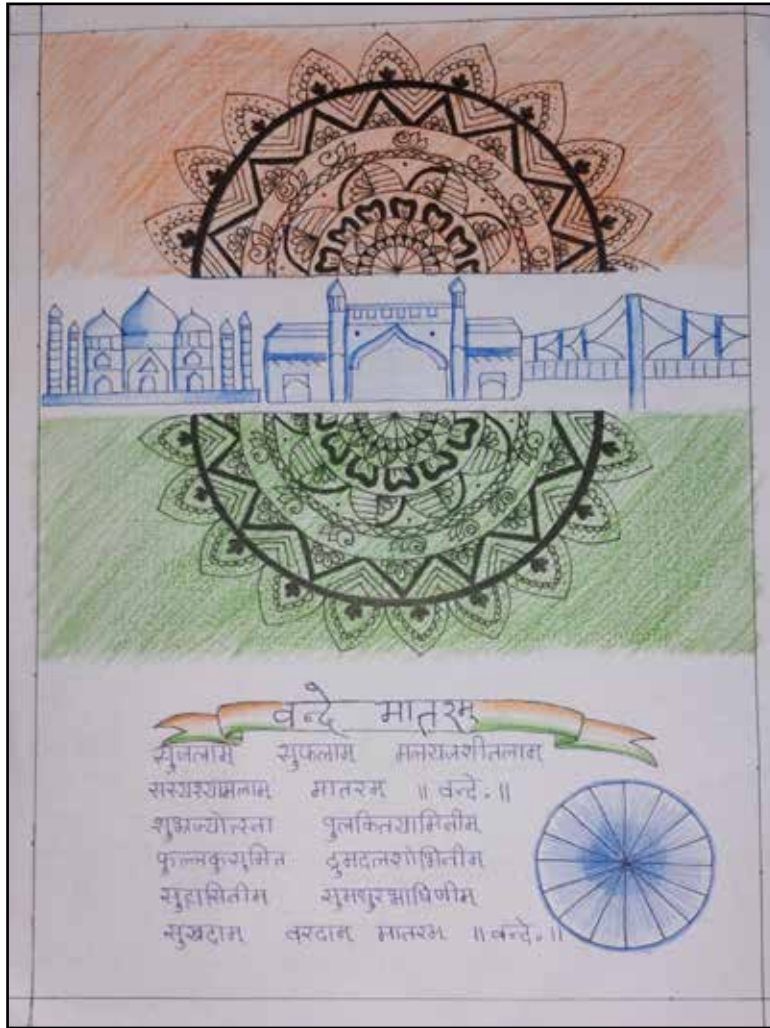 वन्दे मातरम्
सुजलाम् सुफलाम् मलयजशीतलाम्
सस्यश्यामलाम् मातरम् ॥ वन्दे. ॥
शुभ्रज्योत्स्ना पुलकितयामिनीम्
फुल्लकुसुमित द्रुमदलशोभिनीम्
सुहासिनीम् सुमधुरभाषिणीम्
सुखदाम् वरदाम् मातरम् ॥ वन्दे. ॥